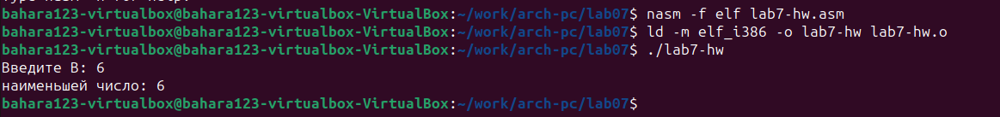 bahara123-virtualbox@bahara123-virtualbox-VirtualBox:~/work/arch-pc/lab07$ nasm -f elf lab7-hw.asm
bahara123-virtualbox@bahara123-virtualbox-VirtualBox:~/work/arch-pc/lab07$ ld -m elf_i386 -o lab7-hw lab7-hw.o
bahara123-virtualbox@bahara123-virtualbox-VirtualBox:~/work/arch-pc/lab07$ ./lab7-hw
Введите В: 6
наименьшей число: 6
bahara123-virtualbox@bahara123-virtualbox-VirtualBox:~/work/arch-pc/lab07$